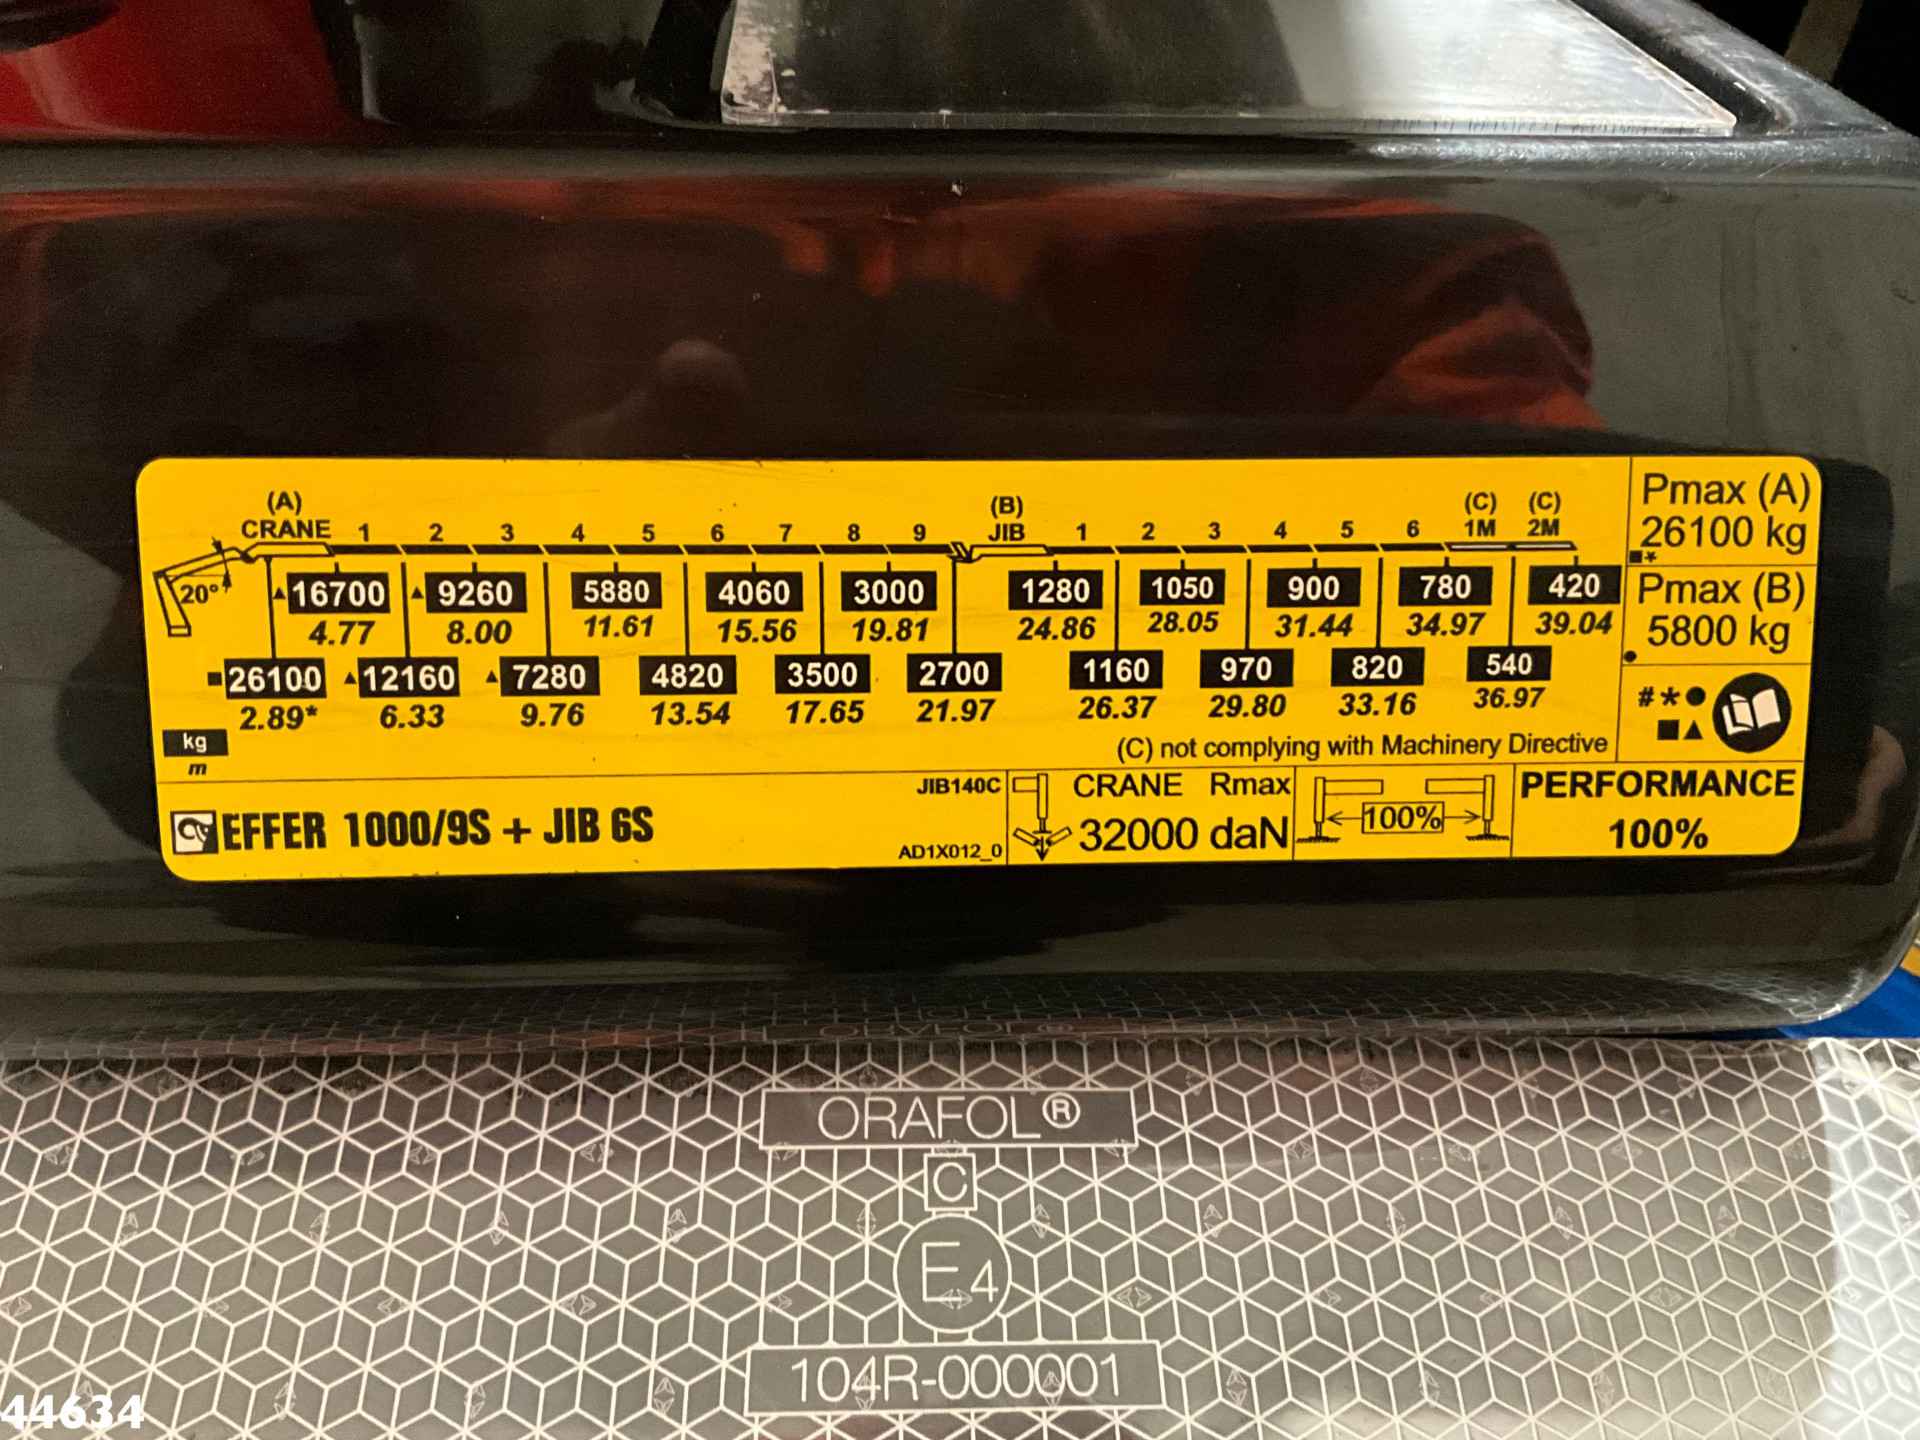 (A) (B) (C) (C)
CRANE 1 2 3 4 5 6 7 8 9 JIB 1 2 3 4 5 6 1M 2M
20° ▲16700 ▲9260 5880 4060 3000 1280 1050 900 780 420
4.77 8.00 11.61 15.56 19.81 24.86 28.05 31.44 34.97 39.04
■26100 ▲12160 ▲7280 4820 3500 2700 1160 970 820 540
2.89* 6.33 9.76 13.54 17.65 21.97 26.37 29.80 33.16 36.97
kg
m
(C) not complying with Machinery Directive
Pmax (A)
26100 kg
■*
Pmax (B)
5800 kg
●
#*●
■▲
EFFER 1000/9S + JIB 6S
JIB140C
AD1X012_0
CRANE Rmax
32000 daN
100%
PERFORMANCE
100%
ORAFOL®
C
E4
104R-000001
44634